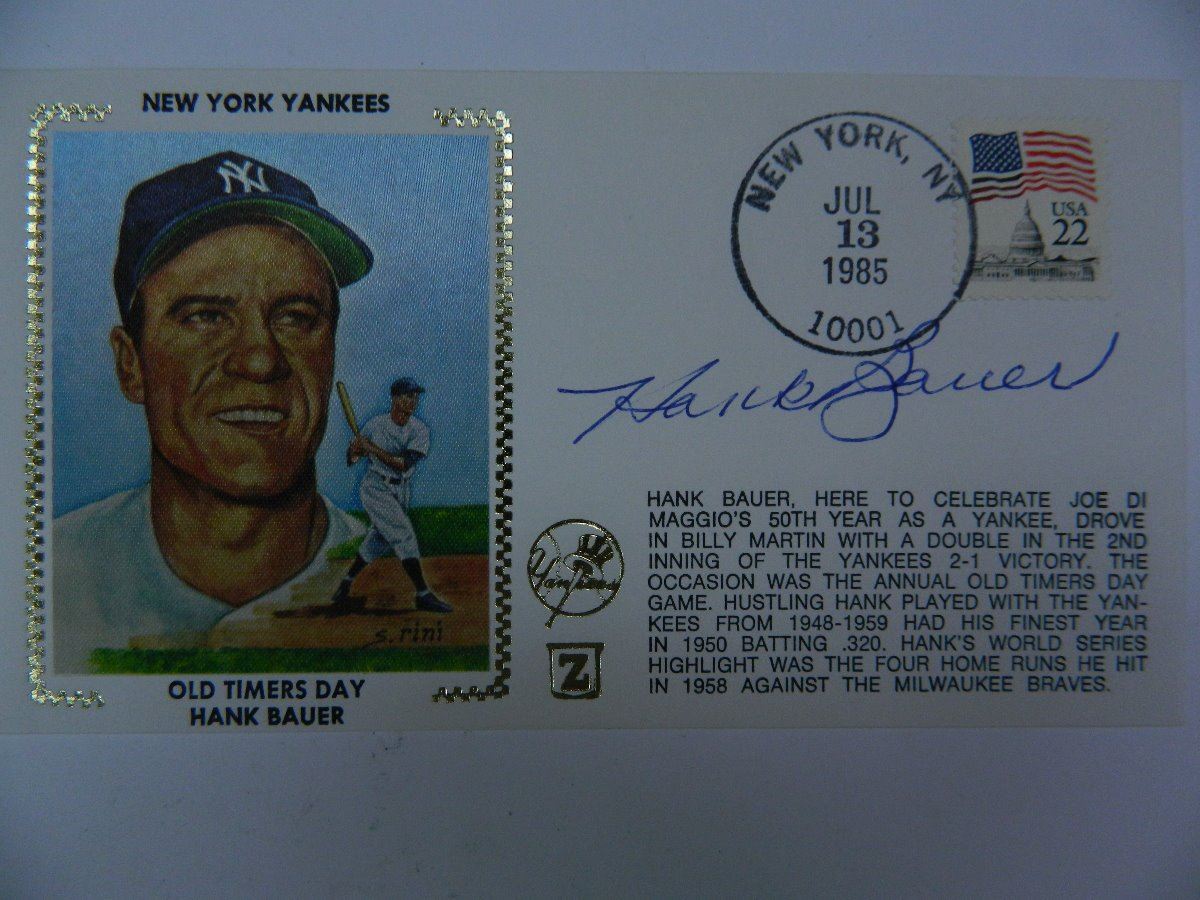 NEW YORK YANKEES
NY
s. rini
OLD TIMERS DAY
HANK BAUER
NEW YORK, NY
JUL
13
1985
10001
USA
22
Hank Bauer
Yankees
Z
HANK BAUER, HERE TO CELEBRATE JOE DI
MAGGIO'S 50TH YEAR AS A YANKEE, DROVE
IN BILLY MARTIN WITH A DOUBLE IN THE 2ND
INNING OF THE YANKEES 2-1 VICTORY. THE
OCCASION WAS THE ANNUAL OLD TIMERS DAY
GAME. HUSTLING HANK PLAYED WITH THE YAN-
KEES FROM 1948-1959 HAD HIS FINEST YEAR
IN 1950 BATTING .320. HANK'S WORLD SERIES
HIGHLIGHT WAS THE FOUR HOME RUNS HE HIT
IN 1958 AGAINST THE MILWAUKEE BRAVES.